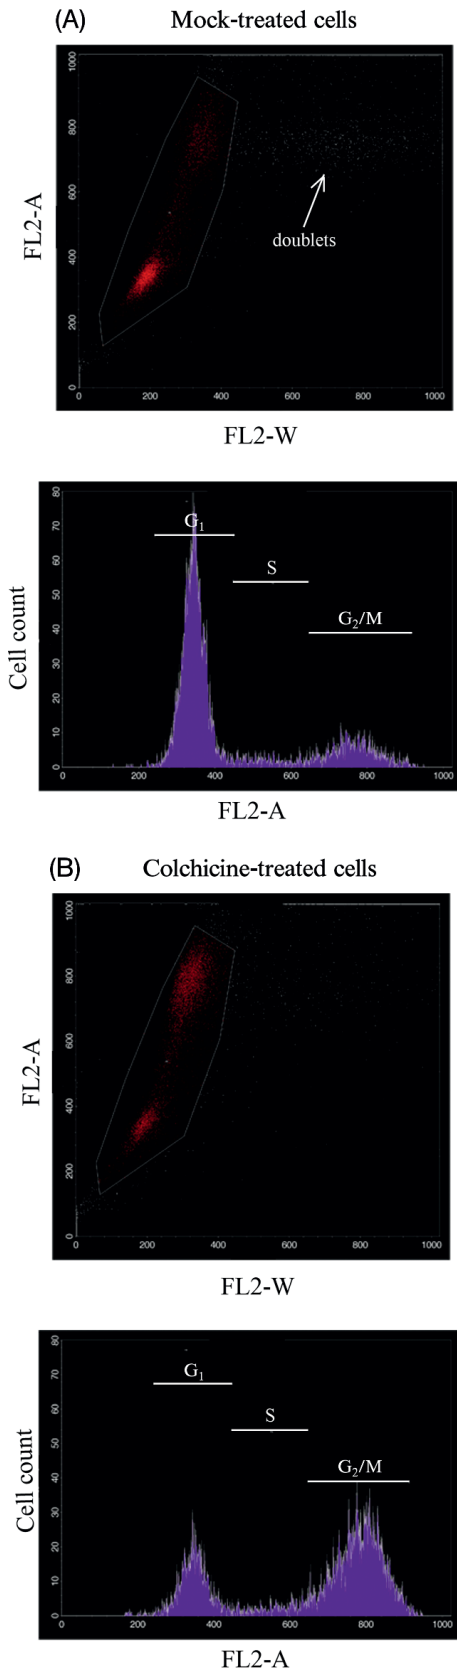 (A) Mock-treated cells
1000
800
600
400
200
0
FL2-A
doublets
0 200 400 600 800 1000
FL2-W
80
70
60
50
40
30
20
10
0
Cell count
G₁
S
G₂/M
0 200 400 600 800 1000
FL2-A
(B) Colchicine-treated cells
1000
800
600
400
200
0
FL2-A
0 200 400 600 800 1000
FL2-W
80
70
60
50
40
30
20
10
0
Cell count
G₁
S
G₂/M
0 200 400 600 800 1000
FL2-A